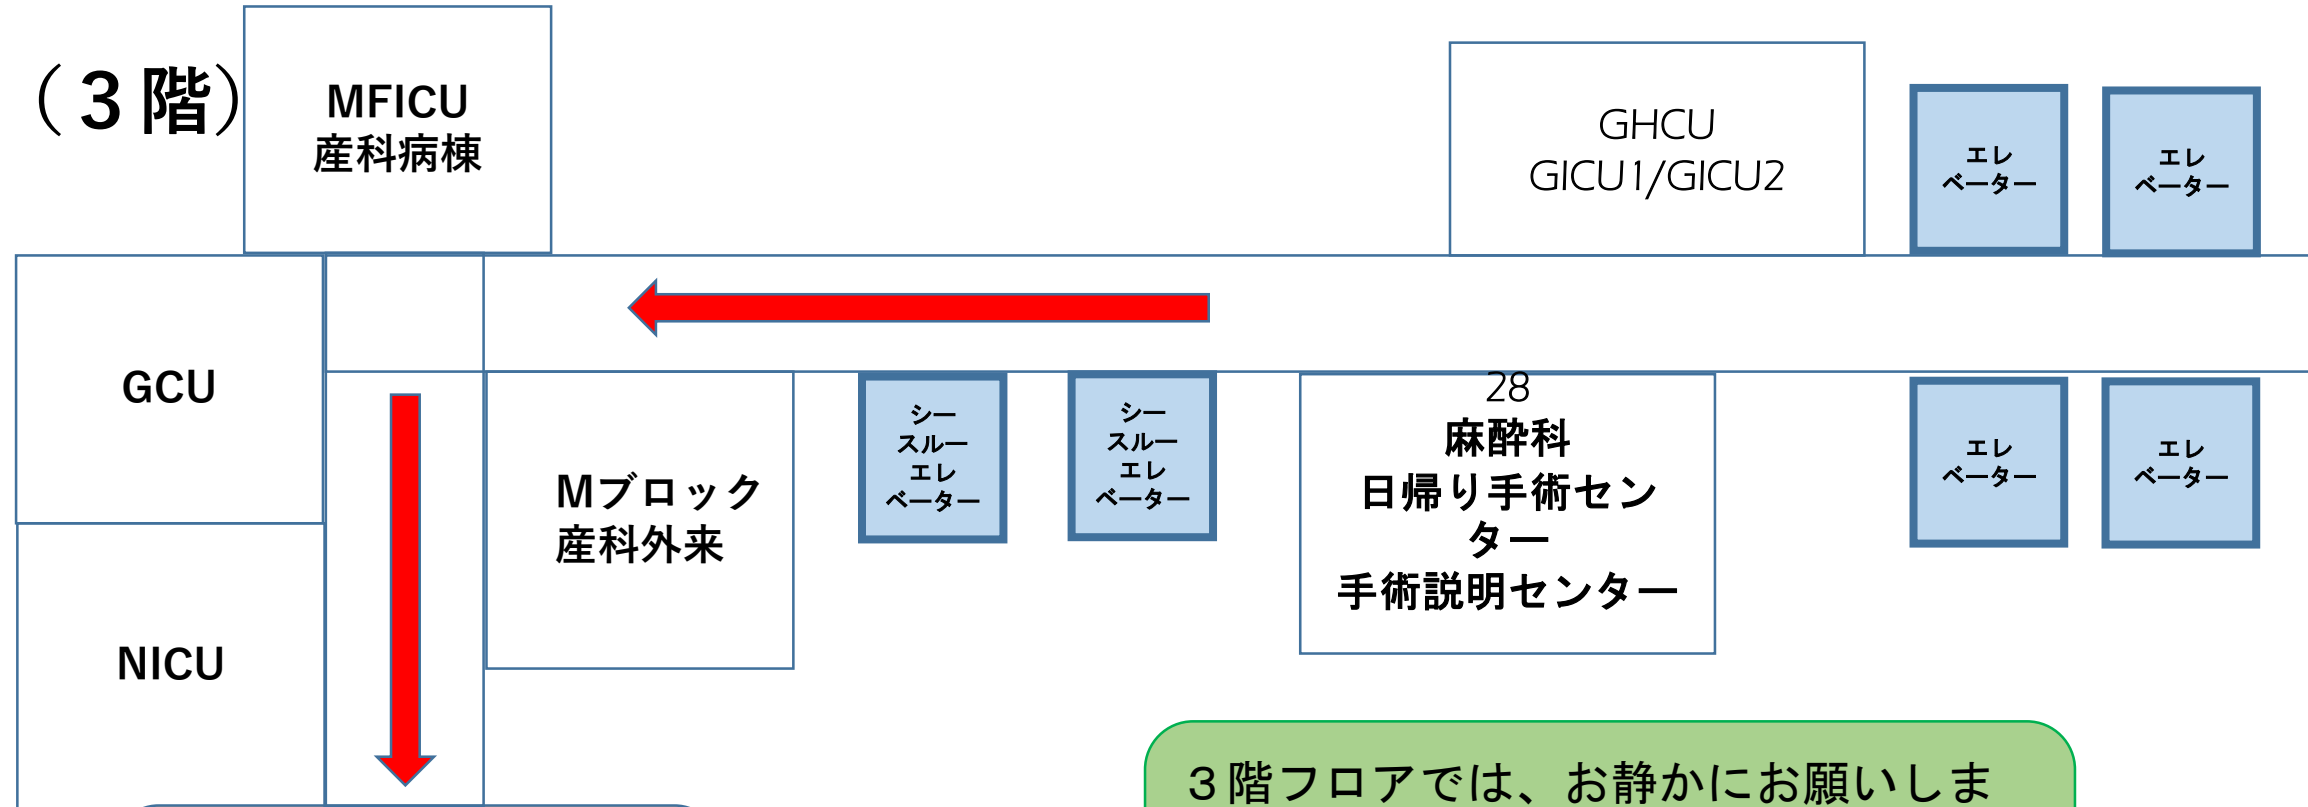 （３階）
MFICU
産科病棟
GHCU
GICU1/GICU2
エレ
ベーター
エレ
ベーター
GCU
NICU
Mブロック
産科外来
シー
スルー
エレ
ベーター
シー
スルー
エレ
ベーター
28
麻酔科
日帰り手術セン
ター
手術説明センター
エレ
ベーター
エレ
ベーター
３階フロアでは、お静かにお願いしま